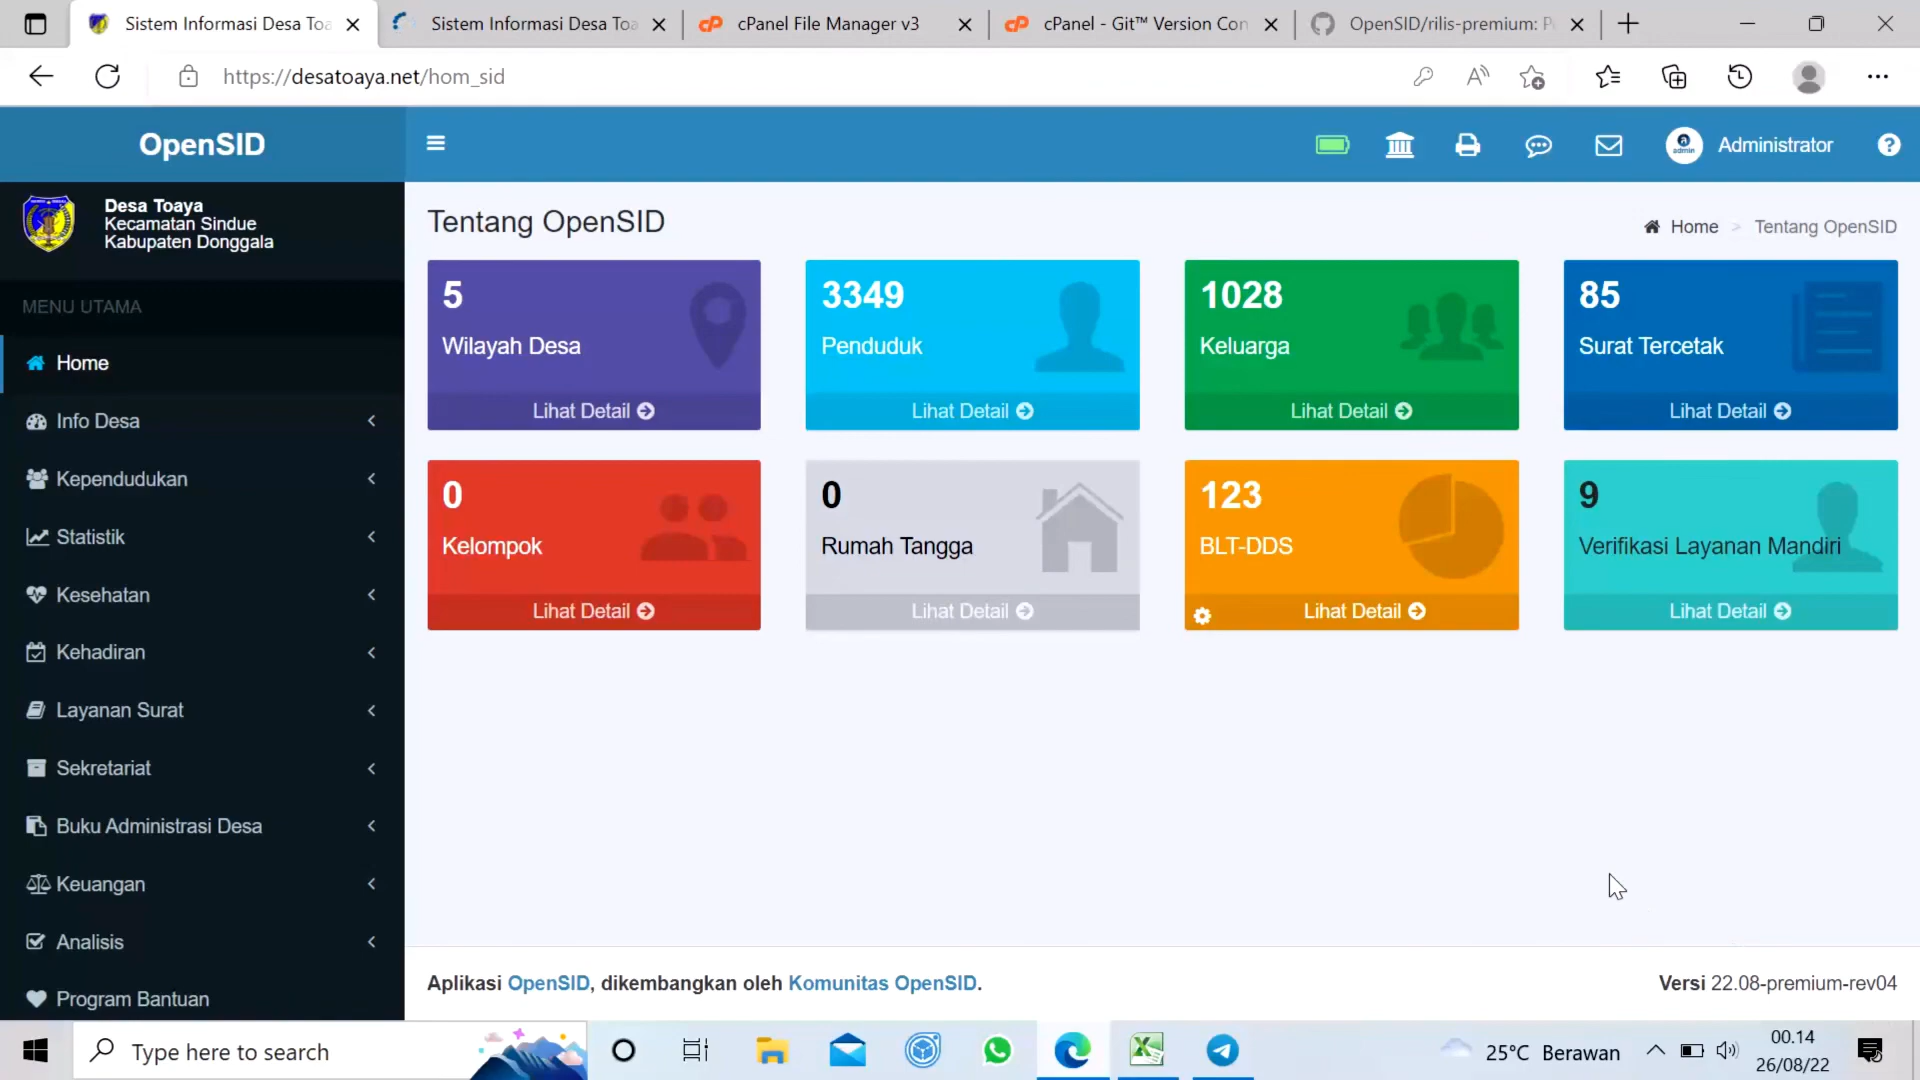 Sistem Informasi Desa Toa
Sistem Informasi Desa Toa
cPanel File Manager v3
cPanel - Git™ Version Con
OpenSID/rilis-premium: P
https://desatoaya.net/hom_sid
OpenSID
Administrator
Desa Toaya
Kecamatan Sindue
Kabupaten Donggala
Tentang OpenSID
Home > Tentang OpenSID
MENU UTAMA
Home
Info Desa
Kependudukan
Statistik
Kesehatan
Kehadiran
Layanan Surat
Sekretariat
Buku Administrasi Desa
Keuangan
Analisis
Program Bantuan
5
Wilayah Desa
Lihat Detail
3349
Penduduk
Lihat Detail
1028
Keluarga
Lihat Detail
85
Surat Tercetak
Lihat Detail
0
Kelompok
Lihat Detail
0
Rumah Tangga
Lihat Detail
123
BLT-DDS
Lihat Detail
9
Verifikasi Layanan Mandiri
Lihat Detail
Aplikasi OpenSID, dikembangkan oleh Komunitas OpenSID.
Versi 22.08-premium-rev04
Type here to search
25°C Berawan
00.14
26/08/22